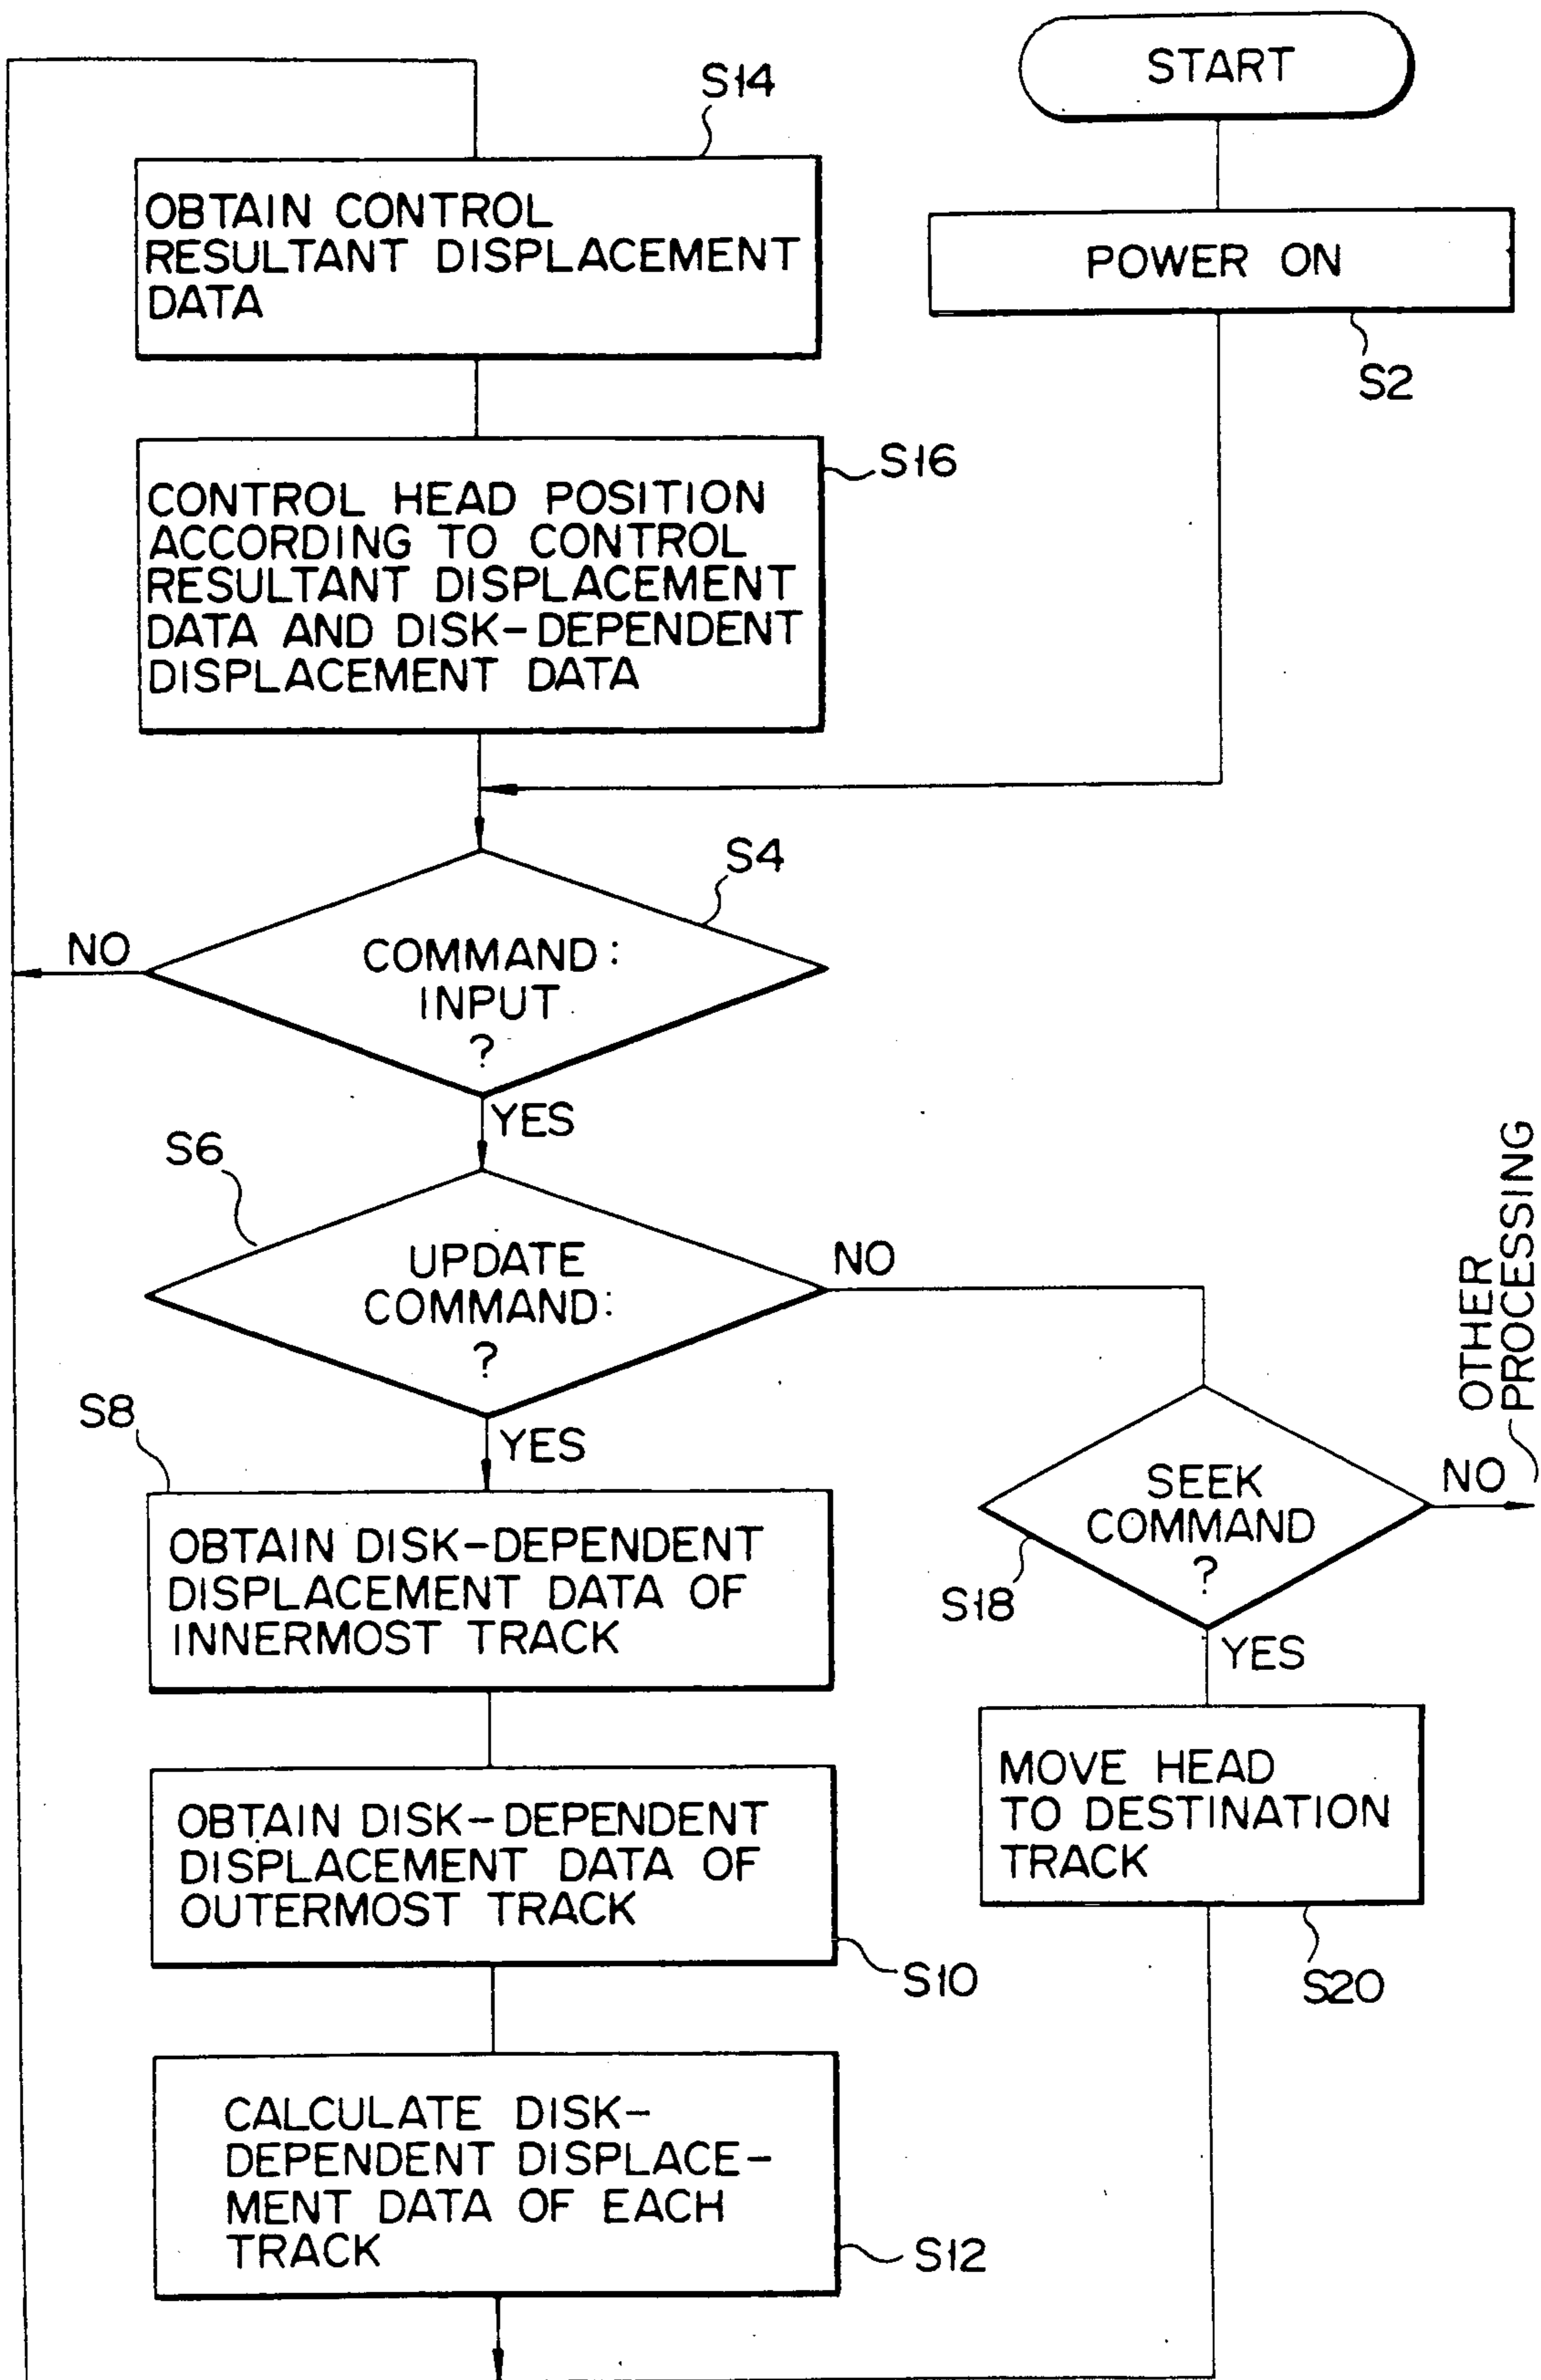 START
POWER ON
S2
S14
OBTAIN CONTROL
RESULTANT DISPLACEMENT
DATA
S16
CONTROL HEAD POSITION
ACCORDING TO CONTROL
RESULTANT DISPLACEMENT
DATA AND DISK-DEPENDENT
DISPLACEMENT DATA
S4
NO
COMMAND:
INPUT
?
YES
S6
UPDATE
COMMAND:
?
NO
YES
S8
OBTAIN DISK-DEPENDENT
DISPLACEMENT DATA OF
INNERMOST TRACK
OBTAIN DISK-DEPENDENT
DISPLACEMENT DATA OF
OUTERMOST TRACK
S10
CALCULATE DISK-
DEPENDENT DISPLACE-
MENT DATA OF EACH
TRACK
S12
SEEK
COMMAND
?
S18
NO
OTHER
PROCESSING
YES
MOVE HEAD
TO DESTINATION
TRACK
S20